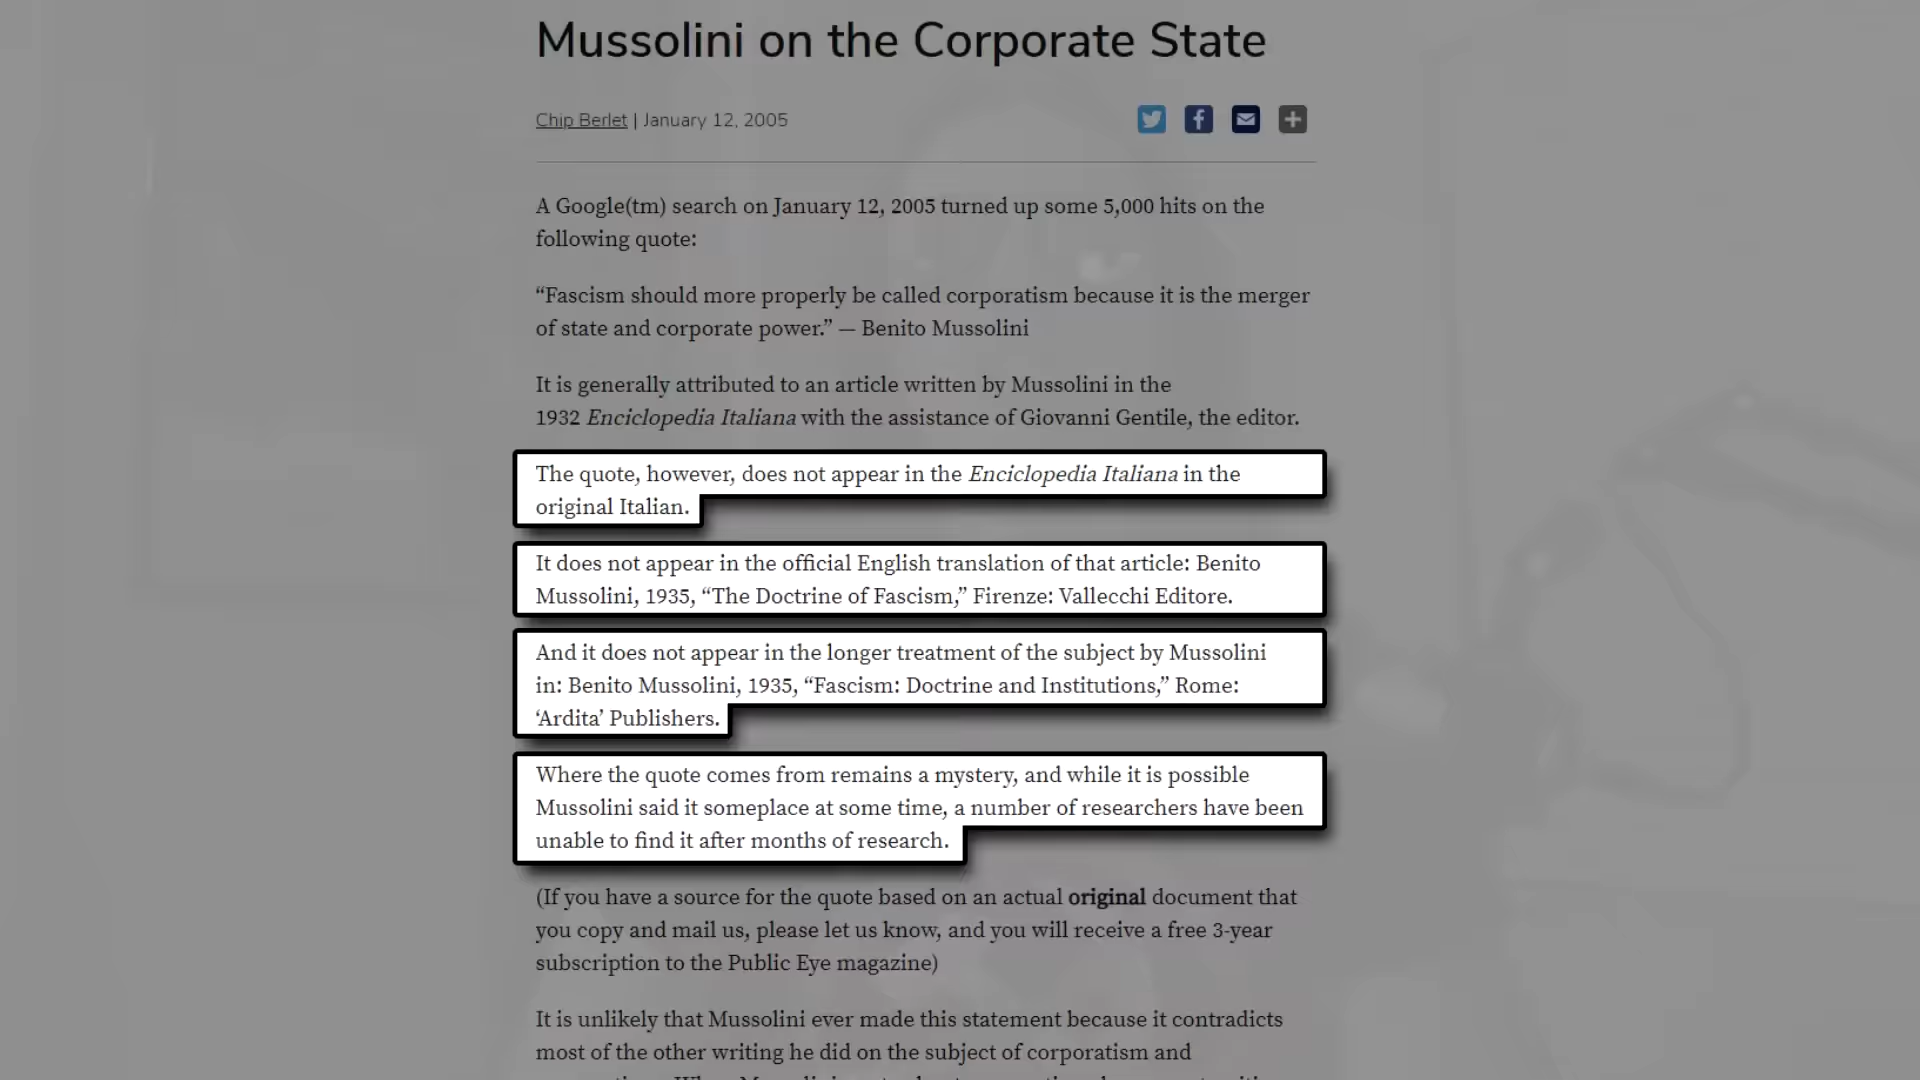 Mussolini on the Corporate State
Chip Berlet | January 12, 2005
A Google(tm) search on January 12, 2005 turned up some 5,000 hits on the
following quote:
“Fascism should more properly be called corporatism because it is the merger
of state and corporate power.” — Benito Mussolini
It is generally attributed to an article written by Mussolini in the
1932 Enciclopedia Italiana with the assistance of Giovanni Gentile, the editor.
The quote, however, does not appear in the Enciclopedia Italiana in the
original Italian.
It does not appear in the official English translation of that article: Benito
Mussolini, 1935, “The Doctrine of Fascism,” Firenze: Vallecchi Editore.
And it does not appear in the longer treatment of the subject by Mussolini
in: Benito Mussolini, 1935, “Fascism: Doctrine and Institutions,” Rome:
‘Ardita’ Publishers.
Where the quote comes from remains a mystery, and while it is possible
Mussolini said it someplace at some time, a number of researchers have been
unable to find it after months of research.
(If you have a source for the quote based on an actual original document that
you copy and mail us, please let us know, and you will receive a free 3-year
subscription to the Public Eye magazine)
It is unlikely that Mussolini ever made this statement because it contradicts
most of the other writing he did on the subject of corporatism and